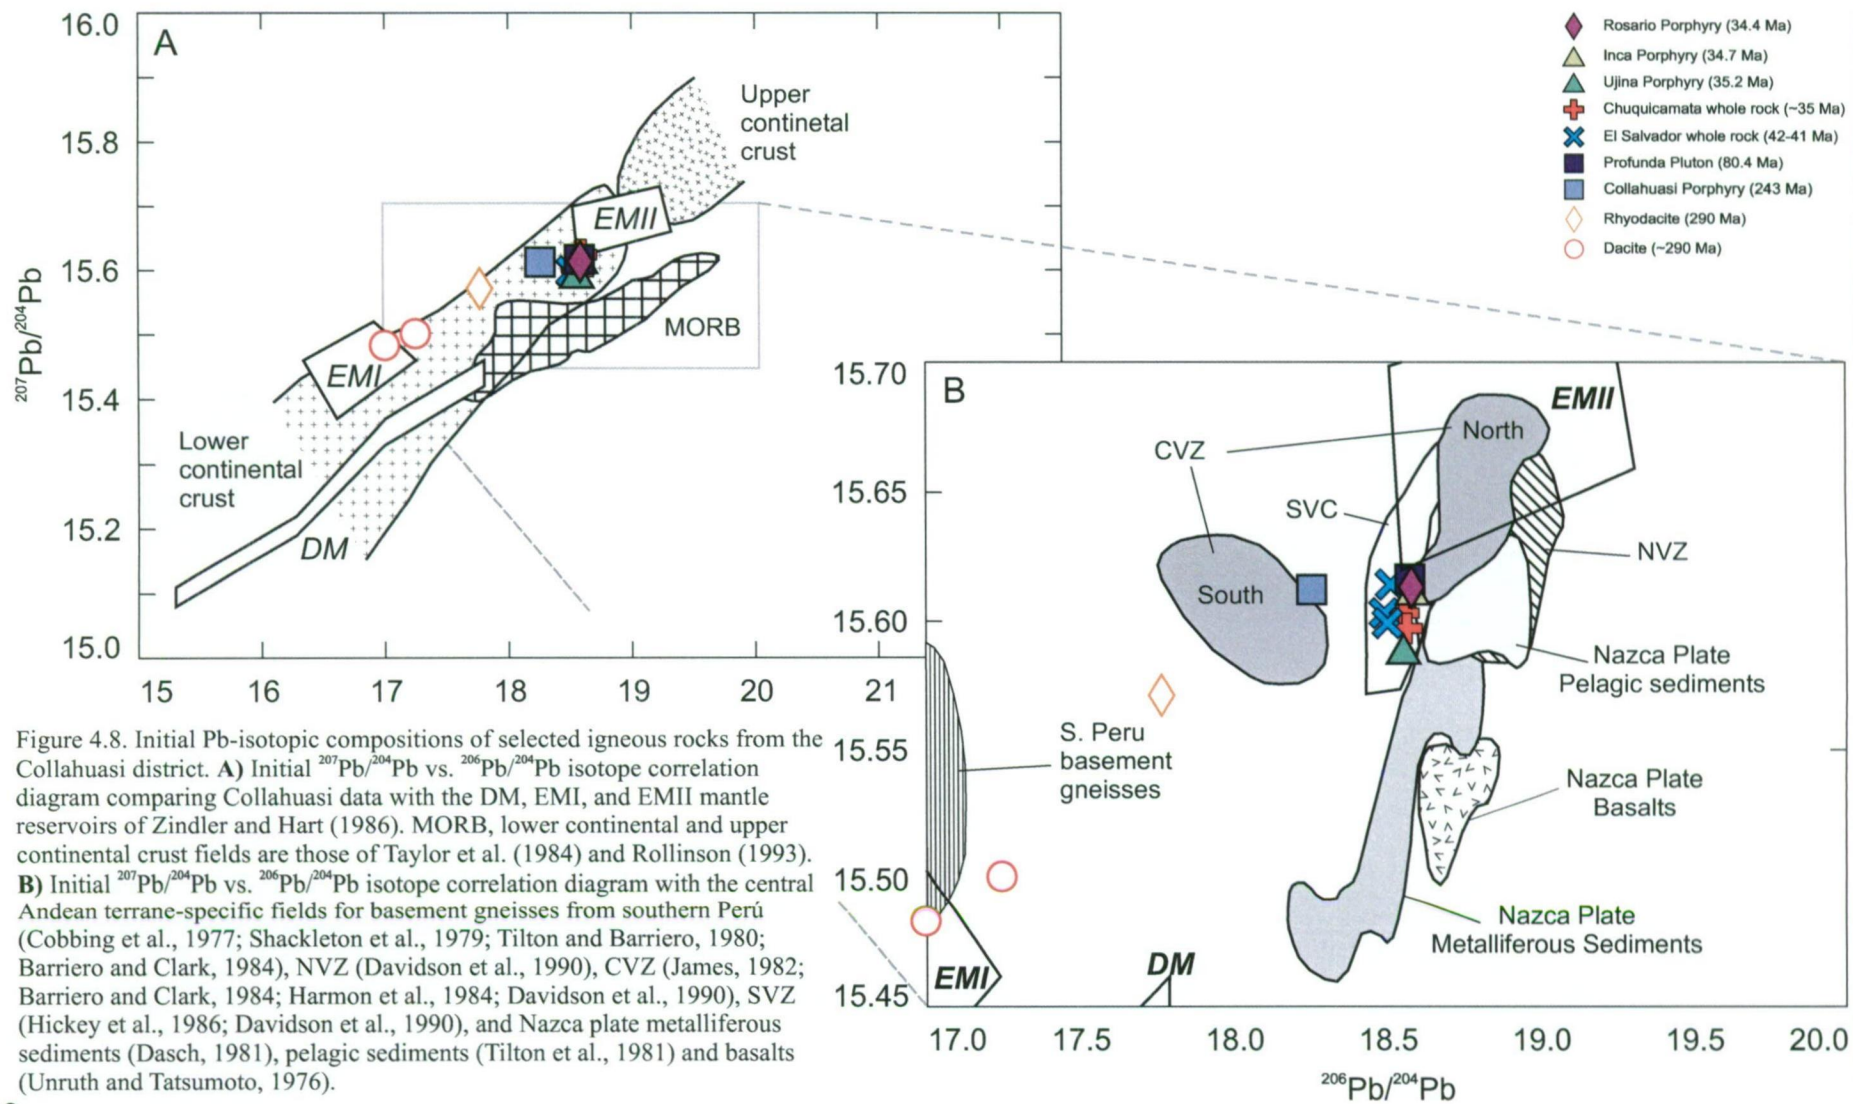 A
16.0
15.8
15.6
15.4
15.2
15.0
207Pb/204Pb
15
16
17
18
19
20
21
Upper
continetal
crust
EMII
MORB
EMI
Lower
continental
crust
DM
Rosario Porphyry (34.4 Ma)
Inca Porphyry (34.7 Ma)
Ujina Porphyry (35.2 Ma)
Chuquicamata whole rock (~35 Ma)
El Salvador whole rock (42-41 Ma)
Profunda Pluton (80.4 Ma)
Collahuasi Porphyry (243 Ma)
Rhyodacite (290 Ma)
Dacite (~290 Ma)
B
15.70
15.65
15.60
15.55
15.50
15.45
EMII
North
CVZ
SVC
NVZ
South
Nazca Plate
Pelagic sediments
S. Peru
basement
gneisses
Nazca Plate
Basalts
Nazca Plate
Metalliferous Sediments
EMI
DM
17.0
17.5
18.0
18.5
19.0
19.5
20.0
206Pb/204Pb
Figure 4.8. Initial Pb-isotopic compositions of selected igneous rocks from the
Collahuasi district. A) Initial 207Pb/204Pb vs. 206Pb/204Pb isotope correlation
diagram comparing Collahuasi data with the DM, EMI, and EMII mantle
reservoirs of Zindler and Hart (1986). MORB, lower continental and upper
continental crust fields are those of Taylor et al. (1984) and Rollinson (1993).
B) Initial 207Pb/204Pb vs. 206Pb/204Pb isotope correlation diagram with the central
Andean terrane-specific fields for basement gneisses from southern Perú
(Cobbing et al., 1977; Shackleton et al., 1979; Tilton and Barriero, 1980;
Barriero and Clark, 1984), NVZ (Davidson et al., 1990), CVZ (James, 1982;
Barriero and Clark, 1984; Harmon et al., 1984; Davidson et al., 1990), SVZ
(Hickey et al., 1986; Davidson et al., 1990), and Nazca plate metalliferous
sediments (Dasch, 1981), pelagic sediments (Tilton et al., 1981) and basalts
(Unruth and Tatsumoto, 1976).